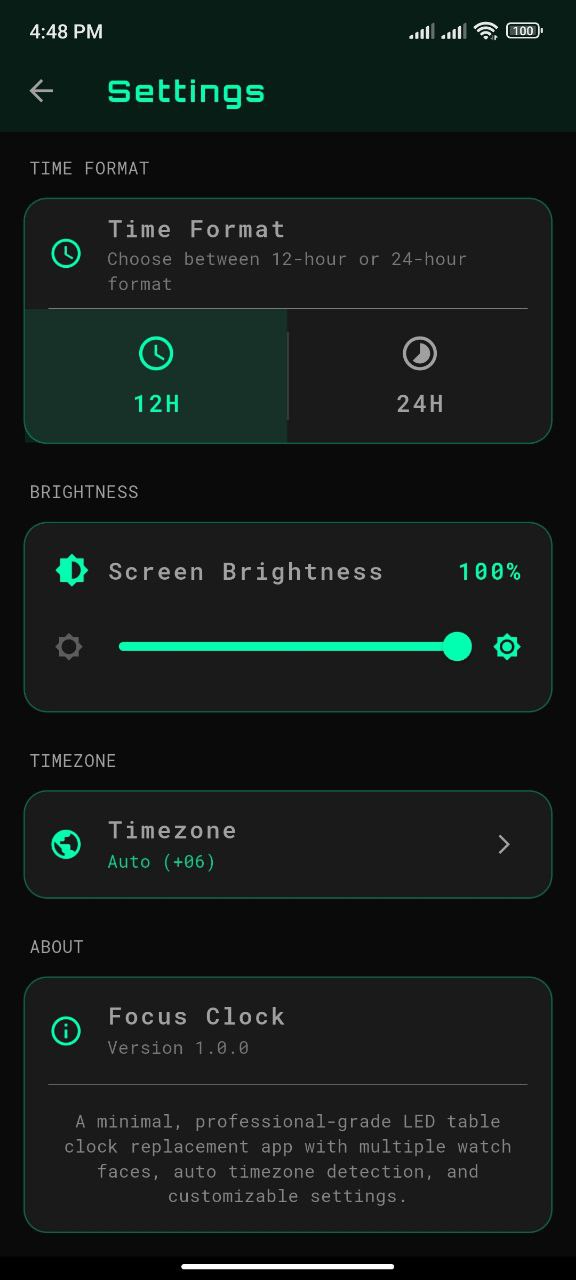 4:48 PM
100
Settings
TIME FORMAT
Time Format
Choose between 12-hour or 24-hour
format
12H
24H
BRIGHTNESS
Screen Brightness
100%
TIMEZONE
Timezone
Auto (+06)
ABOUT
Focus Clock
Version 1.0.0
A minimal, professional-grade LED table
clock replacement app with multiple watch
faces, auto timezone detection, and
customizable settings.